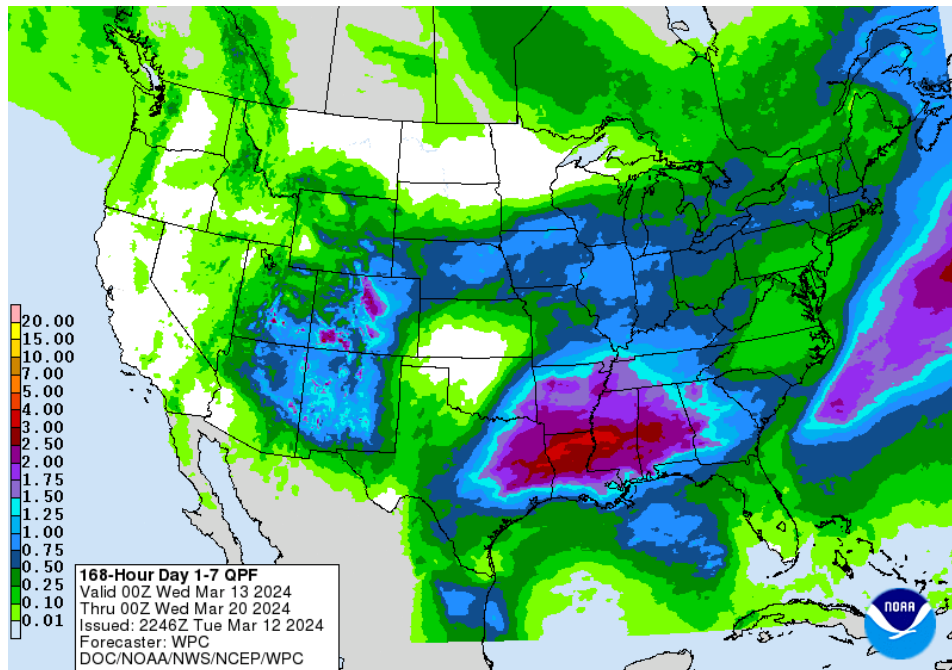 20.00
15.00
10.00
7.00
5.00
4.00
3.00
2.50
2.00
1.75
1.50
1.25
1.00
0.75
0.50
0.25
0.10
0.01
168-Hour Day 1-7 QPF
Valid 00Z Wed Mar 13 2024
Thru 00Z Wed Mar 20 2024
Issued: 2246Z Tue Mar 12 2024
Forecaster: WPC
DOC/NOAA/NWS/NCEP/WPC
NOAA